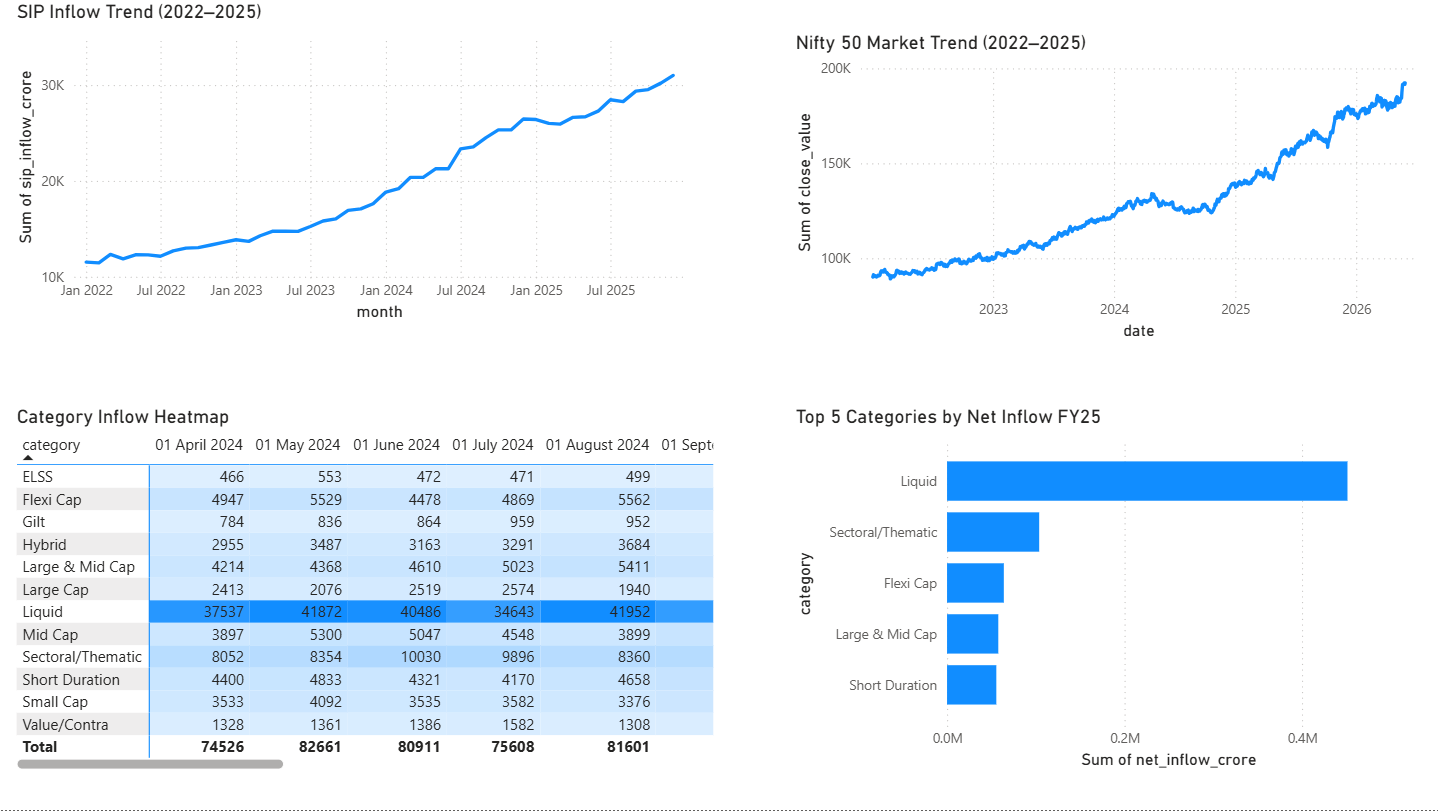 SIP Inflow Trend (2022–2025)
Sum of sip_inflow_crore
30K
20K
10K
Jan 2022 Jul 2022 Jan 2023 Jul 2023 Jan 2024 Jul 2024 Jan 2025 Jul 2025
month
Nifty 50 Market Trend (2022–2025)
Sum of close_value
200K
150K
100K
2023 2024 2025 2026
date
Category Inflow Heatmap
category 01 April 2024 01 May 2024 01 June 2024 01 July 2024 01 August 2024 01 Septe
ELSS 466 553 472 471 499
Flexi Cap 4947 5529 4478 4869 5562
Gilt 784 836 864 959 952
Hybrid 2955 3487 3163 3291 3684
Large & Mid Cap 4214 4368 4610 5023 5411
Large Cap 2413 2076 2519 2574 1940
Liquid 37537 41872 40486 34643 41952
Mid Cap 3897 5300 5047 4548 3899
Sectoral/Thematic 8052 8354 10030 9896 8360
Short Duration 4400 4833 4321 4170 4658
Small Cap 3533 4092 3535 3582 3376
Value/Contra 1328 1361 1386 1582 1308
Total 74526 82661 80911 75608 81601
Top 5 Categories by Net Inflow FY25
category
Liquid
Sectoral/Thematic
Flexi Cap
Large & Mid Cap
Short Duration
0.0M 0.2M 0.4M
Sum of net_inflow_crore